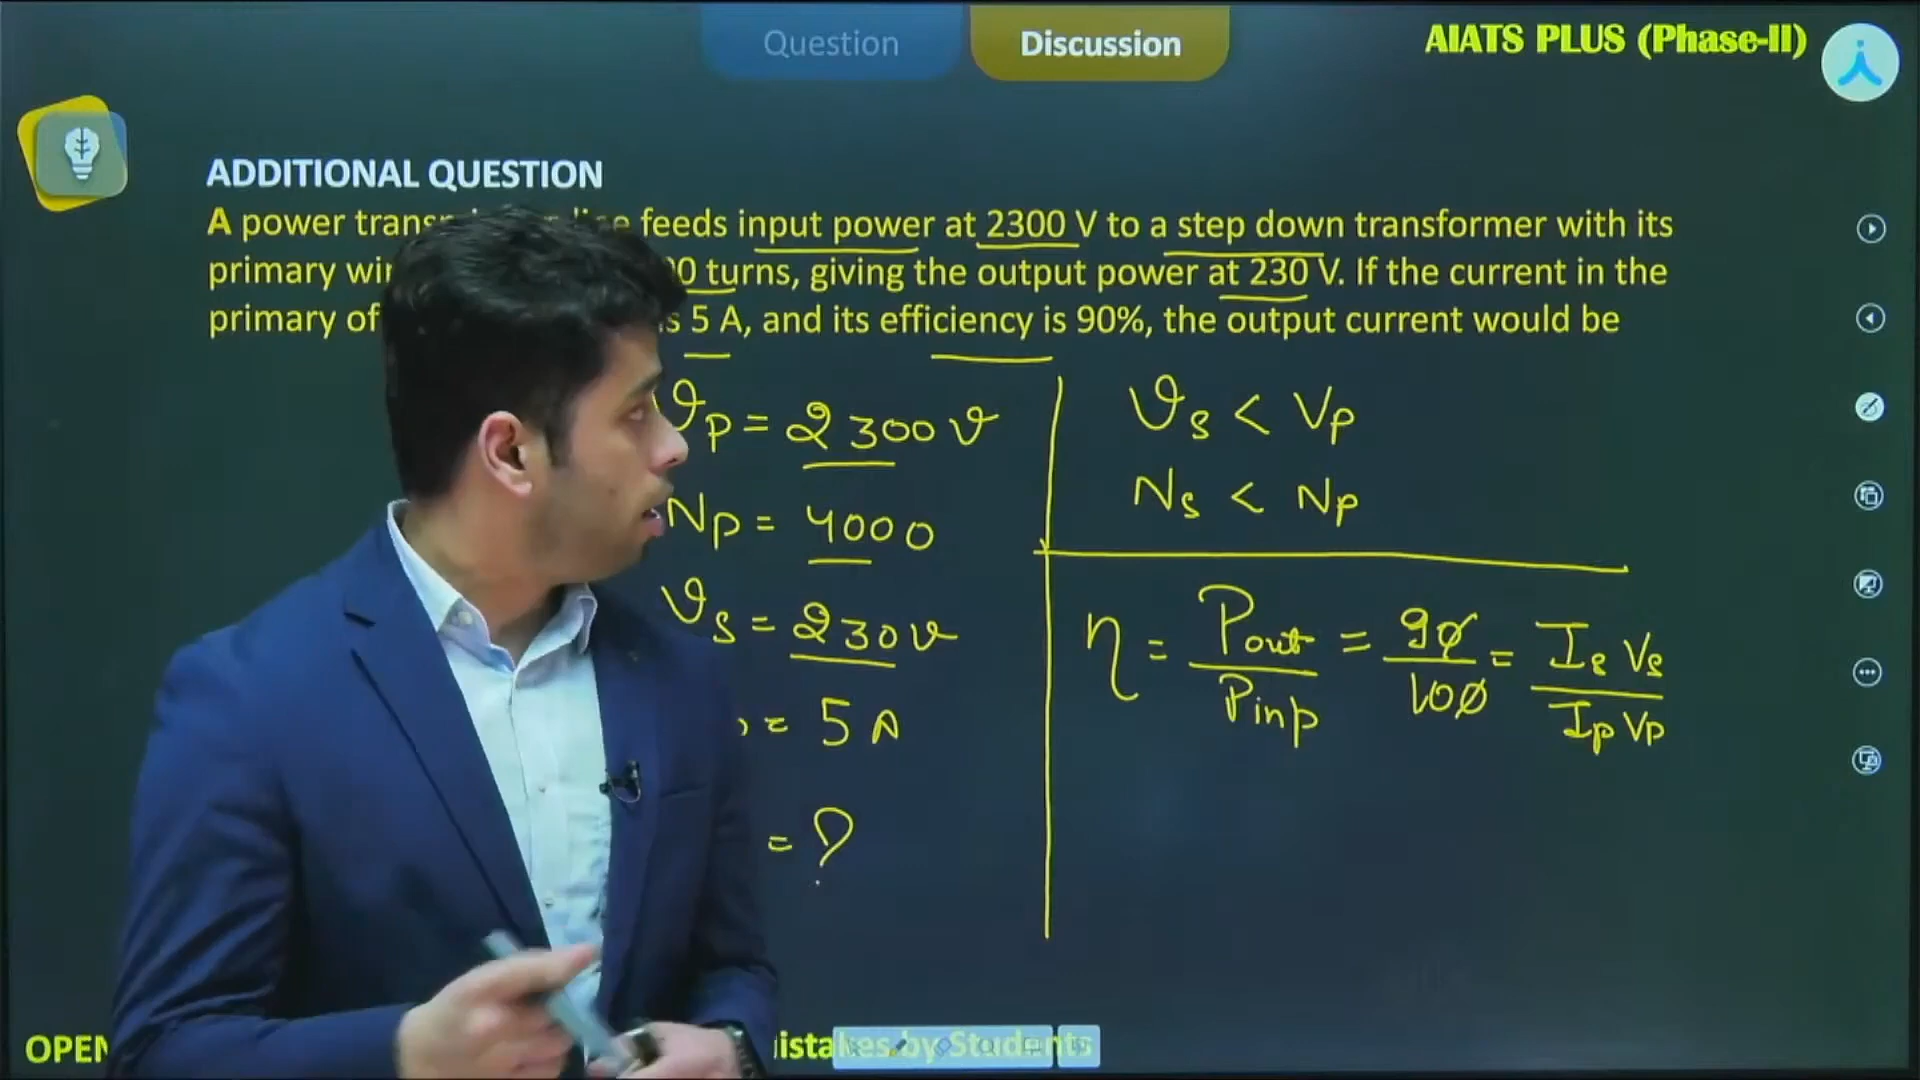 Question
Discussion
AIATS PLUS (Phase-II)
ADDITIONAL QUESTION
A power feeds input power at 2300 V to a step down transformer with its
primary turns, giving the output power at 230 V. If the current in the
primary of 5 A, and its efficiency is 90%, the output current would be
Vp = 2300 V
Np = 4000
Vs = 230 V
= 5 A
= ?
Vs < Vp
Ns < Np
η = Pout / Pinp = 90 / 100 = Is Vs / Ip Vp
by Students